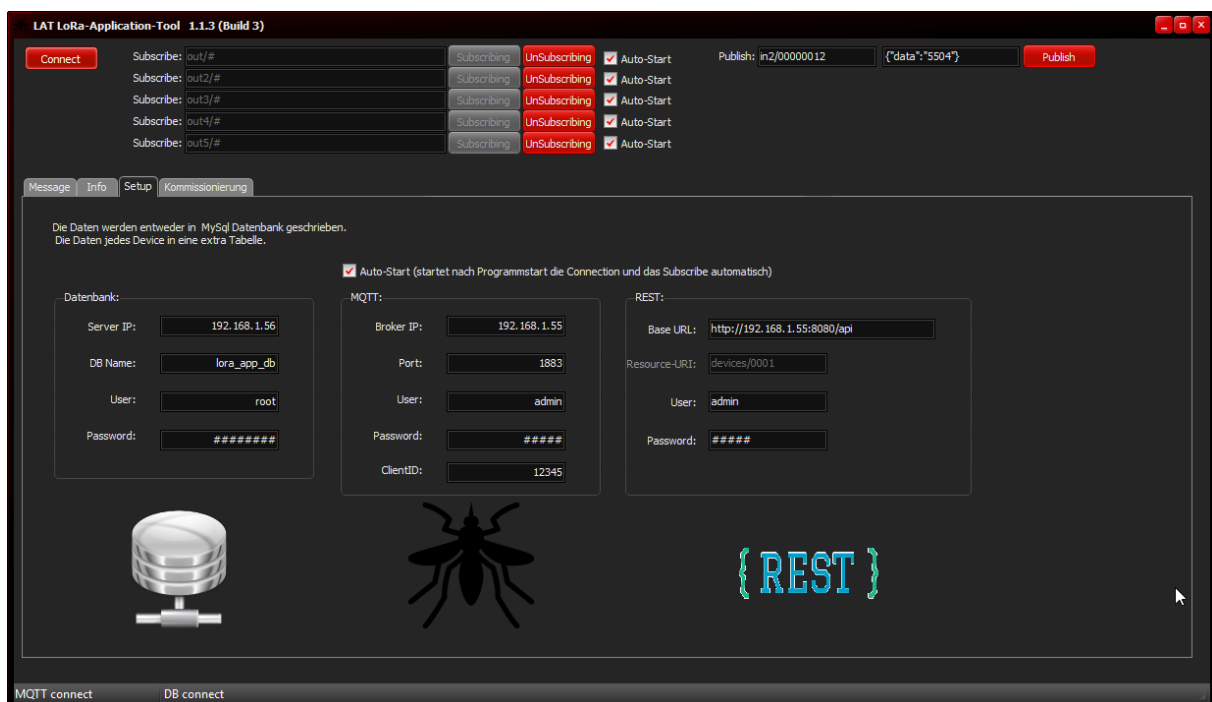 LAT LoRa-Application-Tool 1.1.3 (Build 3)
Connect Subscribe: out/# Subscribing UnSubscribing Auto-Start Publish: in2/00000012 {"data":"5504"} Publish
Subscribe: out2/# Subscribing UnSubscribing Auto-Start
Subscribe: out3/# Subscribing UnSubscribing Auto-Start
Subscribe: out4/# Subscribing UnSubscribing Auto-Start
Subscribe: out5/# Subscribing UnSubscribing Auto-Start
Message Info Setup Kommissionierung
Die Daten werden entweder in MySql Datenbank geschrieben.
Die Daten jedes Device in eine extra Tabelle.
Auto-Start (startet nach Programmstart die Connection und das Subscribe automatisch)
Datenbank:
Server IP: 192.168.1.56
DB Name: lora_app_db
User: root
Password: ########
MQTT:
Broker IP: 192.168.1.55
Port: 1883
User: admin
Password: #####
ClientID: 12345
REST:
Base URL: http://192.168.1.55:8080/api
Resource-URI: devices/0001
User: admin
Password: #####
{REST}
MQTT connect DB connect